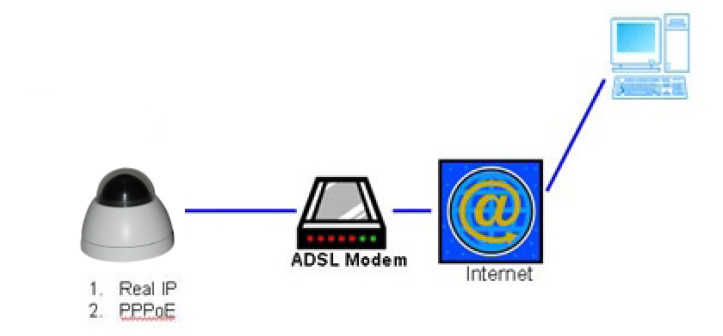 ADSL Modem
Internet
1. Real IP
2. PPPoE